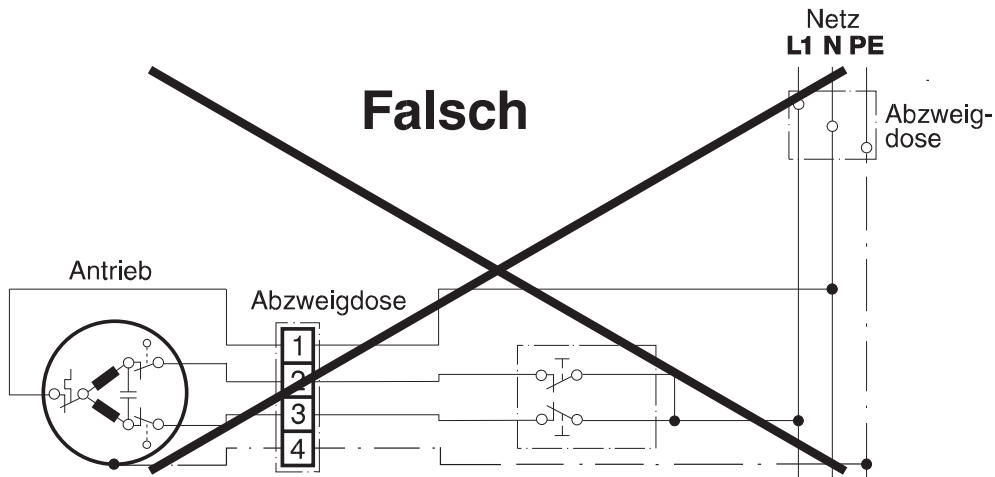 Netz
L1 N PE
Falsch
Abzweig-
dose
Antrieb
Abzweigdose
1
2
3
4